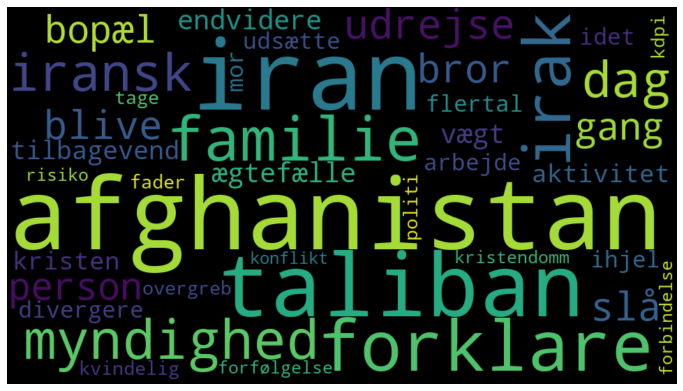 bopæl endvidere udrejse idet kdpi
udsætte
iransk mor iran bror irak dag
tage flertal
blive familie vægt gang
tilbagevend arbejde
risiko fader ægtefælle aktivitet
afghanistan politi
kristen konflikt kristendomm ihjel
person overgreb taliban slå forbindelse
divergere
myndighed forklare
kvindelig forfølgelse